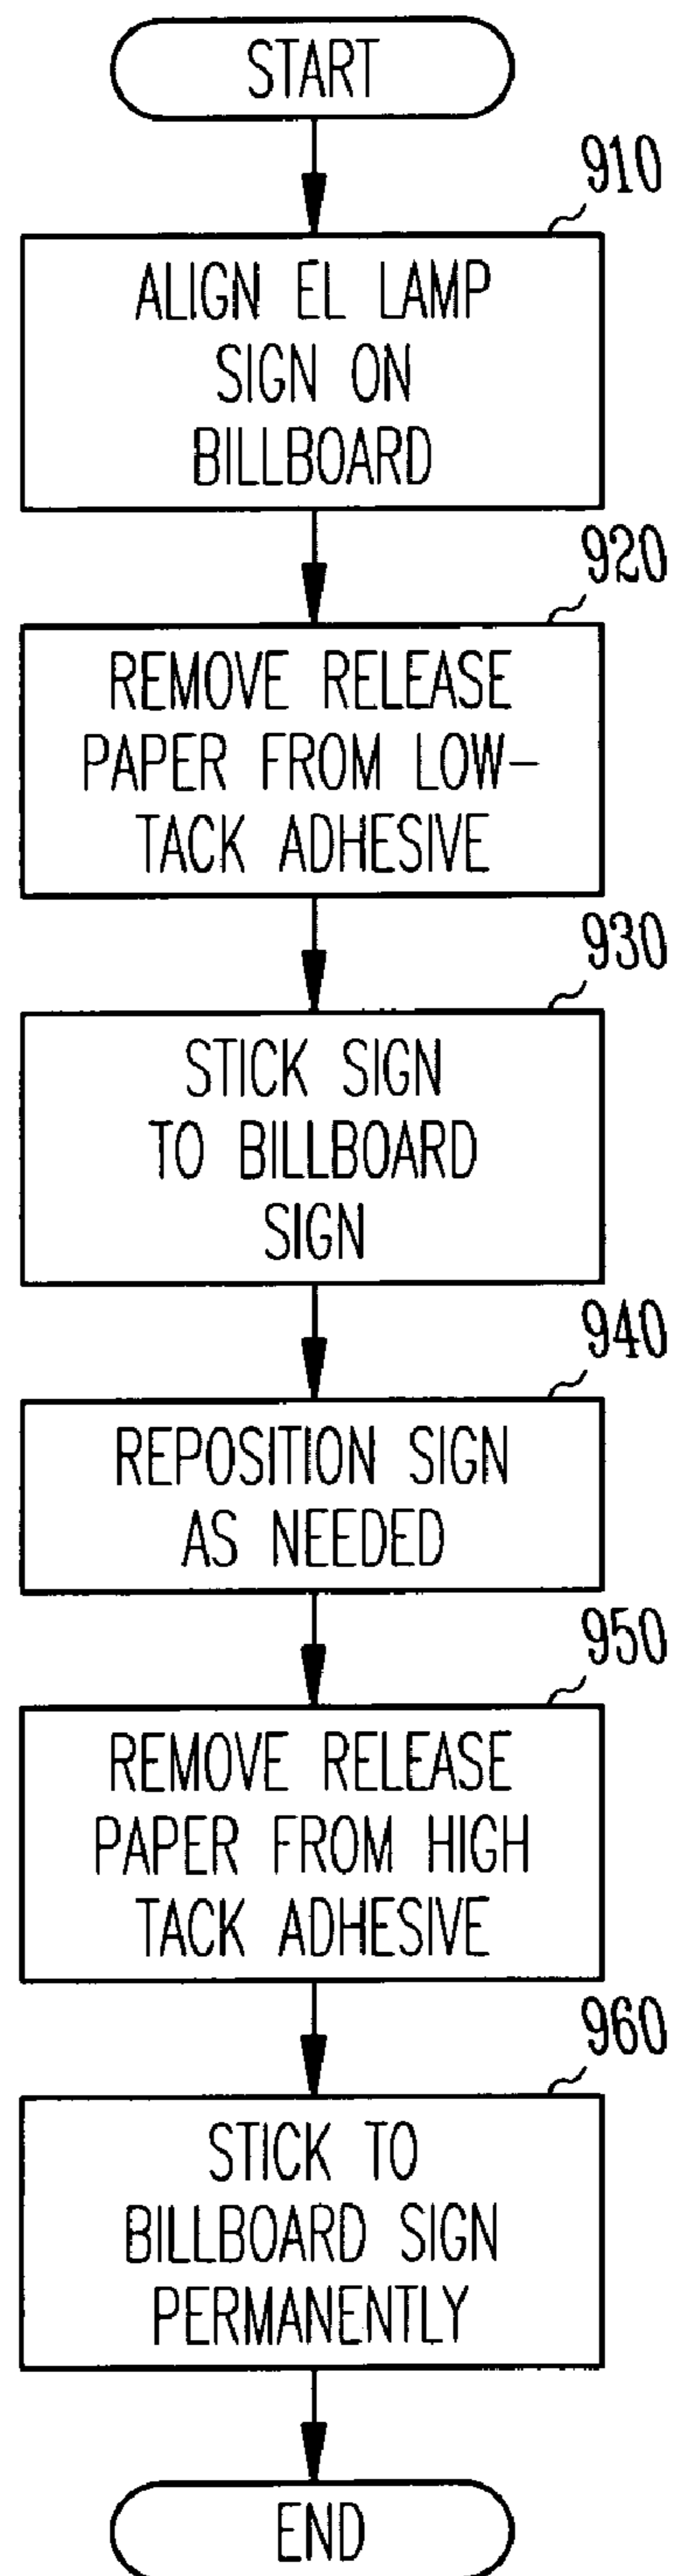 START
910
ALIGN EL LAMP
SIGN ON
BILLBOARD
920
REMOVE RELEASE
PAPER FROM LOW-
TACK ADHESIVE
930
STICK SIGN
TO BILLBOARD
SIGN
940
REPOSITION SIGN
AS NEEDED
950
REMOVE RELEASE
PAPER FROM HIGH
TACK ADHESIVE
960
STICK TO
BILLBOARD SIGN
PERMANENTLY
END